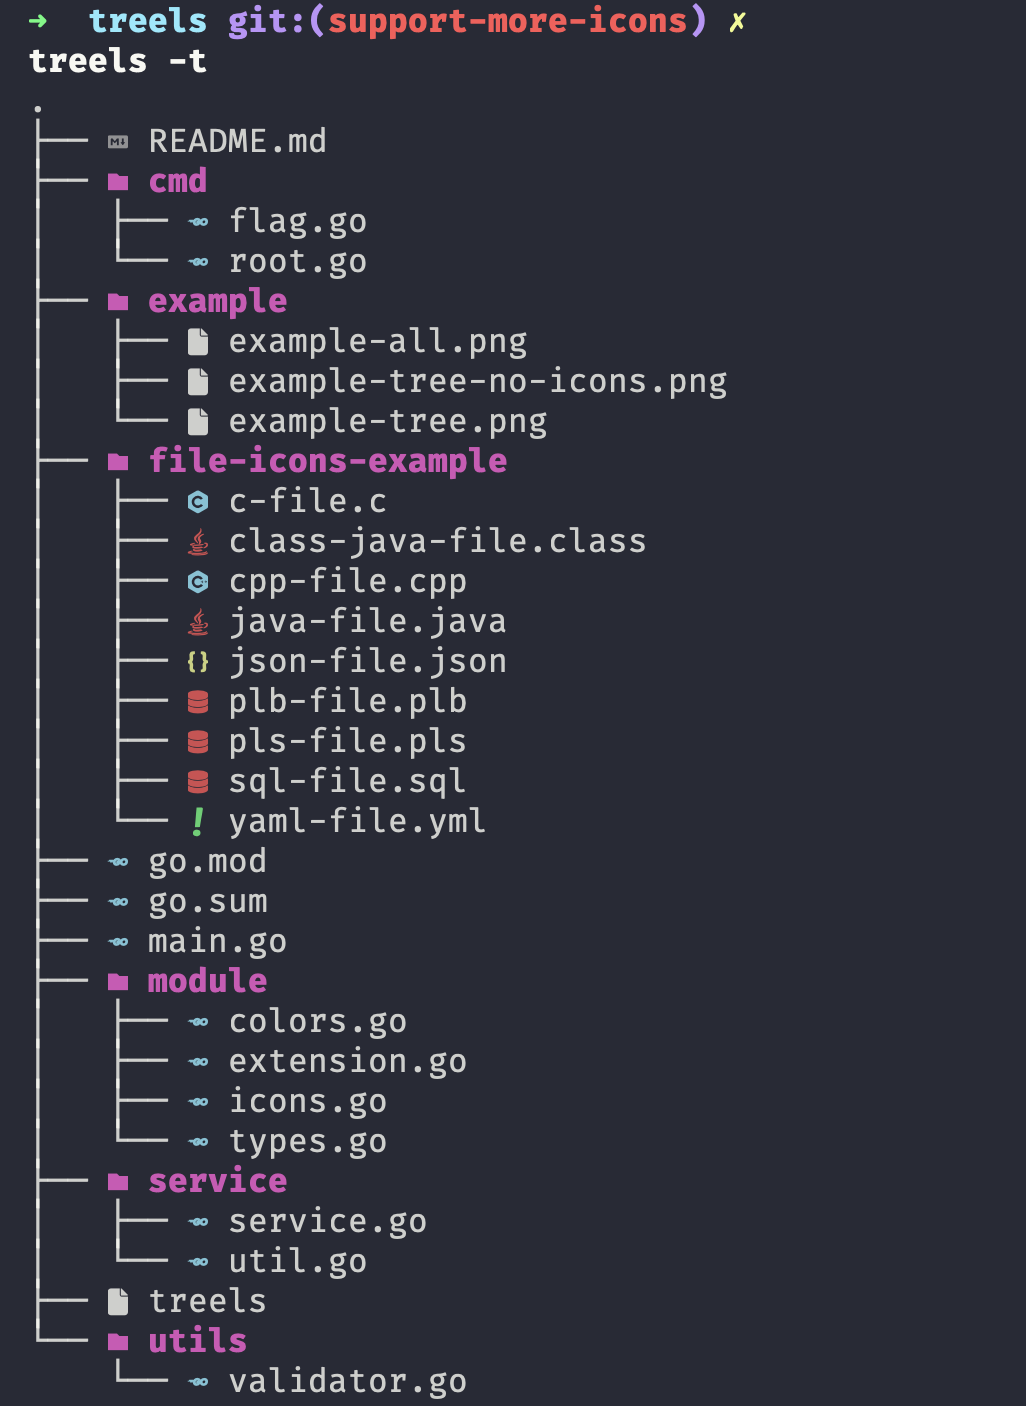 ➜ treels git:(support-more-icons) ✗
treels -t
.
├── README.md
├── cmd
│   ├── flag.go
│   └── root.go
├── example
│   ├── example-all.png
│   ├── example-tree-no-icons.png
│   └── example-tree.png
├── file-icons-example
│   ├── c-file.c
│   ├── class-java-file.class
│   ├── cpp-file.cpp
│   ├── java-file.java
│   ├── {} json-file.json
│   ├── plb-file.plb
│   ├── pls-file.pls
│   ├── sql-file.sql
│   └── ! yaml-file.yml
├── go.mod
├── go.sum
├── main.go
├── module
│   ├── colors.go
│   ├── extension.go
│   ├── icons.go
│   └── types.go
├── service
│   ├── service.go
│   └── util.go
├── treels
└── utils
    └── validator.go